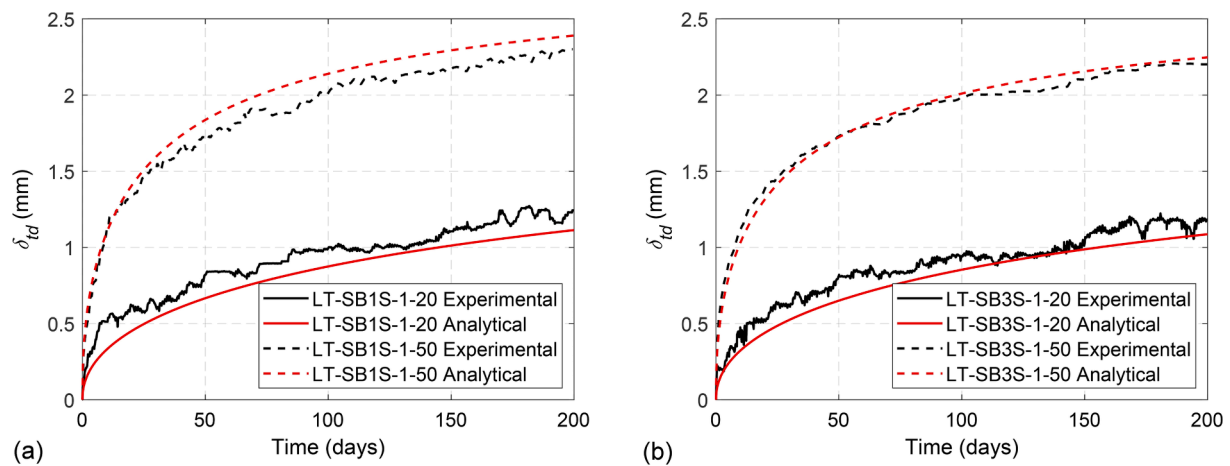 2.5
2
1.5
1
0.5
0
δtd (mm)
LT-SB1S-1-20 Experimental
LT-SB1S-1-20 Analytical
LT-SB1S-1-50 Experimental
LT-SB1S-1-50 Analytical
0 50 100 150 200
Time (days)
(a)
2.5
2
1.5
1
0.5
0
δtd (mm)
LT-SB3S-1-20 Experimental
LT-SB3S-1-20 Analytical
LT-SB3S-1-50 Experimental
LT-SB3S-1-50 Analytical
0 50 100 150 200
Time (days)
(b)